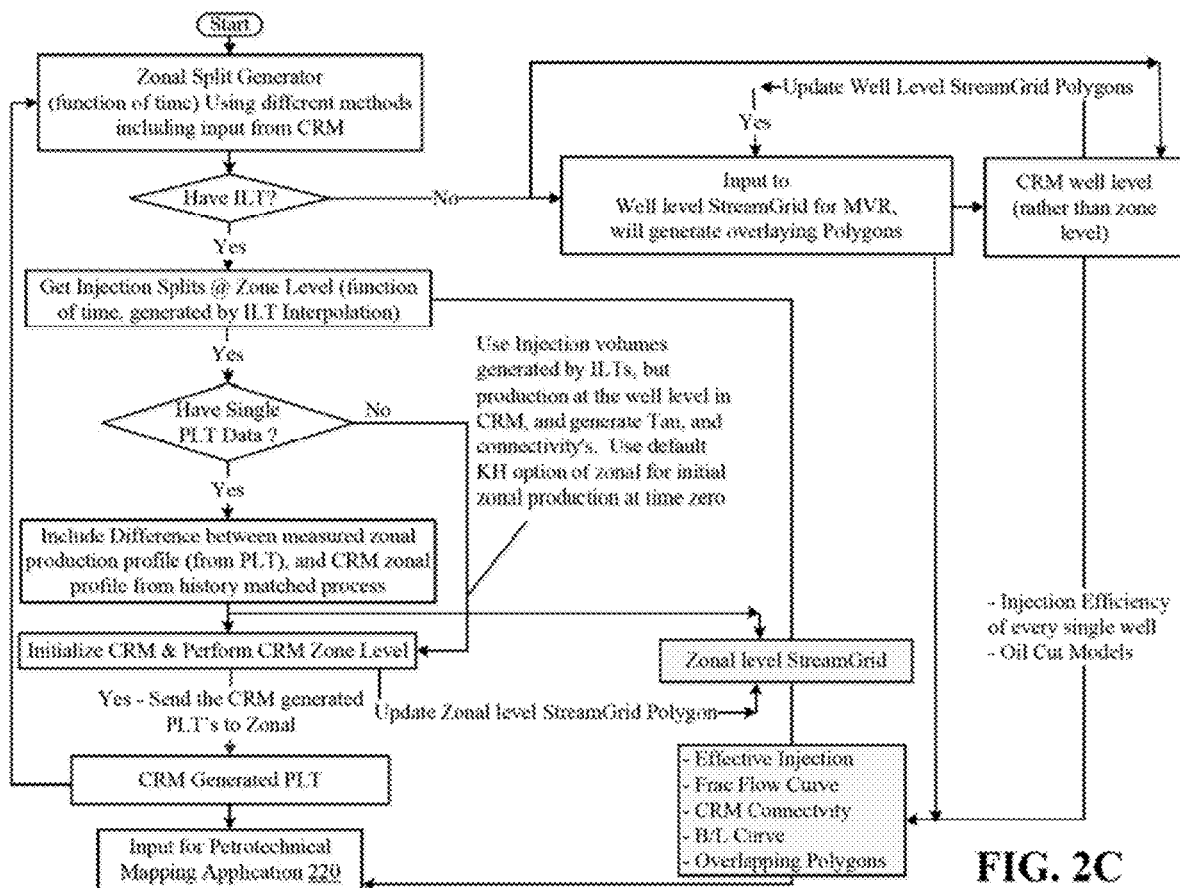 Start
Zonal Split Generator
(function of time) Using different methods
including input from CRM
Have ILT?
No
Yes
Update Well Level StreamGrid Polygons
Yes
Input to
Well level StreamGrid for MVR,
will generate overlaying Polygons
CRM well level
(rather than zone
level)
Get Injection Splits @ Zone Level (function
of time, generated by ILT Interpolation)
Yes
Have Single
PLT Data ?
No
Yes
Use Injection volumes
generated by ILTs, but
production at the well level in
CRM, and generate Tau, and
connectivity's. Use default
KH option of zonal for initial
zonal production at time zero
Include Difference between measured zonal
production profile (from PLT), and CRM zonal
profile from history matched process
Initialize CRM & Perform CRM Zone Level
Zonal level StreamGrid
- Injection Efficiency
of every single well
- Oil Cut Models
Yes - Send the CRM generated
PLT's to Zonal
Update Zonal level StreamGrid Polygon
CRM Generated PLT
- Effective Injection
- Frac Flow Curve
- CRM Connectivity
- B/L Curve
- Overlapping Polygons
Input for Petrotechnical
Mapping Application 220
FIG. 2C